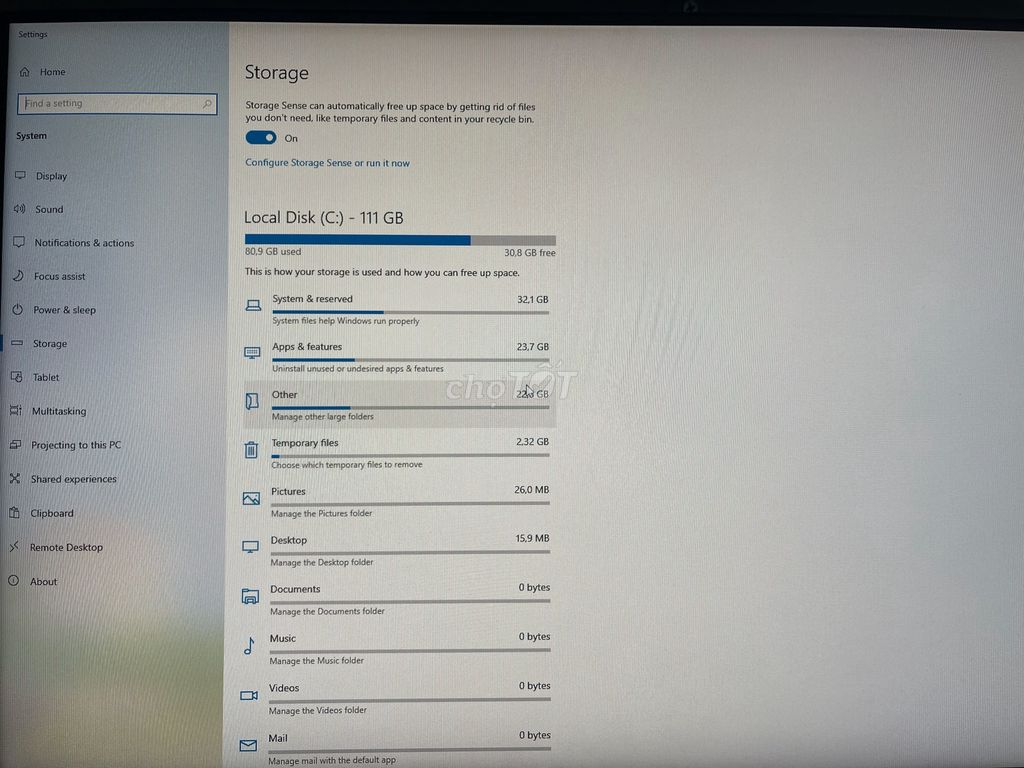 Settings
Home
Find a setting
System
Display
Sound
Notifications & actions
Focus assist
Power & sleep
Storage
Tablet
Multitasking
Projecting to this PC
Shared experiences
Clipboard
Remote Desktop
About
Storage
Storage Sense can automatically free up space by getting rid of files
you don't need, like temporary files and content in your recycle bin.
On
Configure Storage Sense or run it now
Local Disk (C:) - 111 GB
80,9 GB used 30,8 GB free
This is how your storage is used and how you can free up space.
System & reserved 32,1 GB
System files help Windows run properly
Apps & features 23,7 GB
Uninstall unused or undesired apps & features
Other GB
Manage other large folders
chợTỐT
Temporary files 2,32 GB
Choose which temporary files to remove
Pictures 26,0 MB
Manage the Pictures folder
Desktop 15,9 MB
Manage the Desktop folder
Documents 0 bytes
Manage the Documents folder
Music 0 bytes
Manage the Music folder
Videos 0 bytes
Manage the Videos folder
Mail 0 bytes
Manage mail with the default app